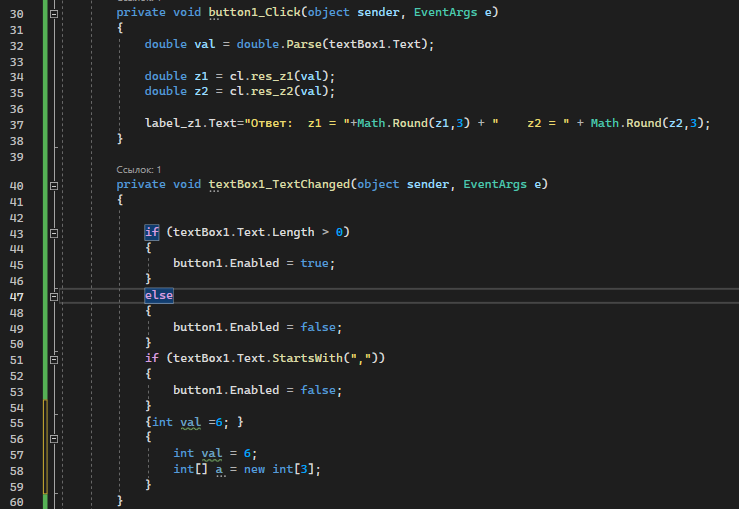 30 private void button1_Click(object sender, EventArgs e)
31 {
32 double val = double.Parse(textBox1.Text);
33
34 double z1 = cl.res_z1(val);
35 double z2 = cl.res_z2(val);
36
37 label_z1.Text="Ответ:  z1 = "+Math.Round(z1,3) + "    z2 = " + Math.Round(z2,3);
38 }
39
Ссылок: 1
40 private void textBox1_TextChanged(object sender, EventArgs e)
41 {
42
43 if (textBox1.Text.Length > 0)
44 {
45 button1.Enabled = true;
46 }
47 else
48 {
49 button1.Enabled = false;
50 }
51 if (textBox1.Text.StartsWith(","))
52 {
53 button1.Enabled = false;
54 }
55 {int val =6; }
56 {
57 int val = 6;
58 int[] a = new int[3];
59 }
60 }